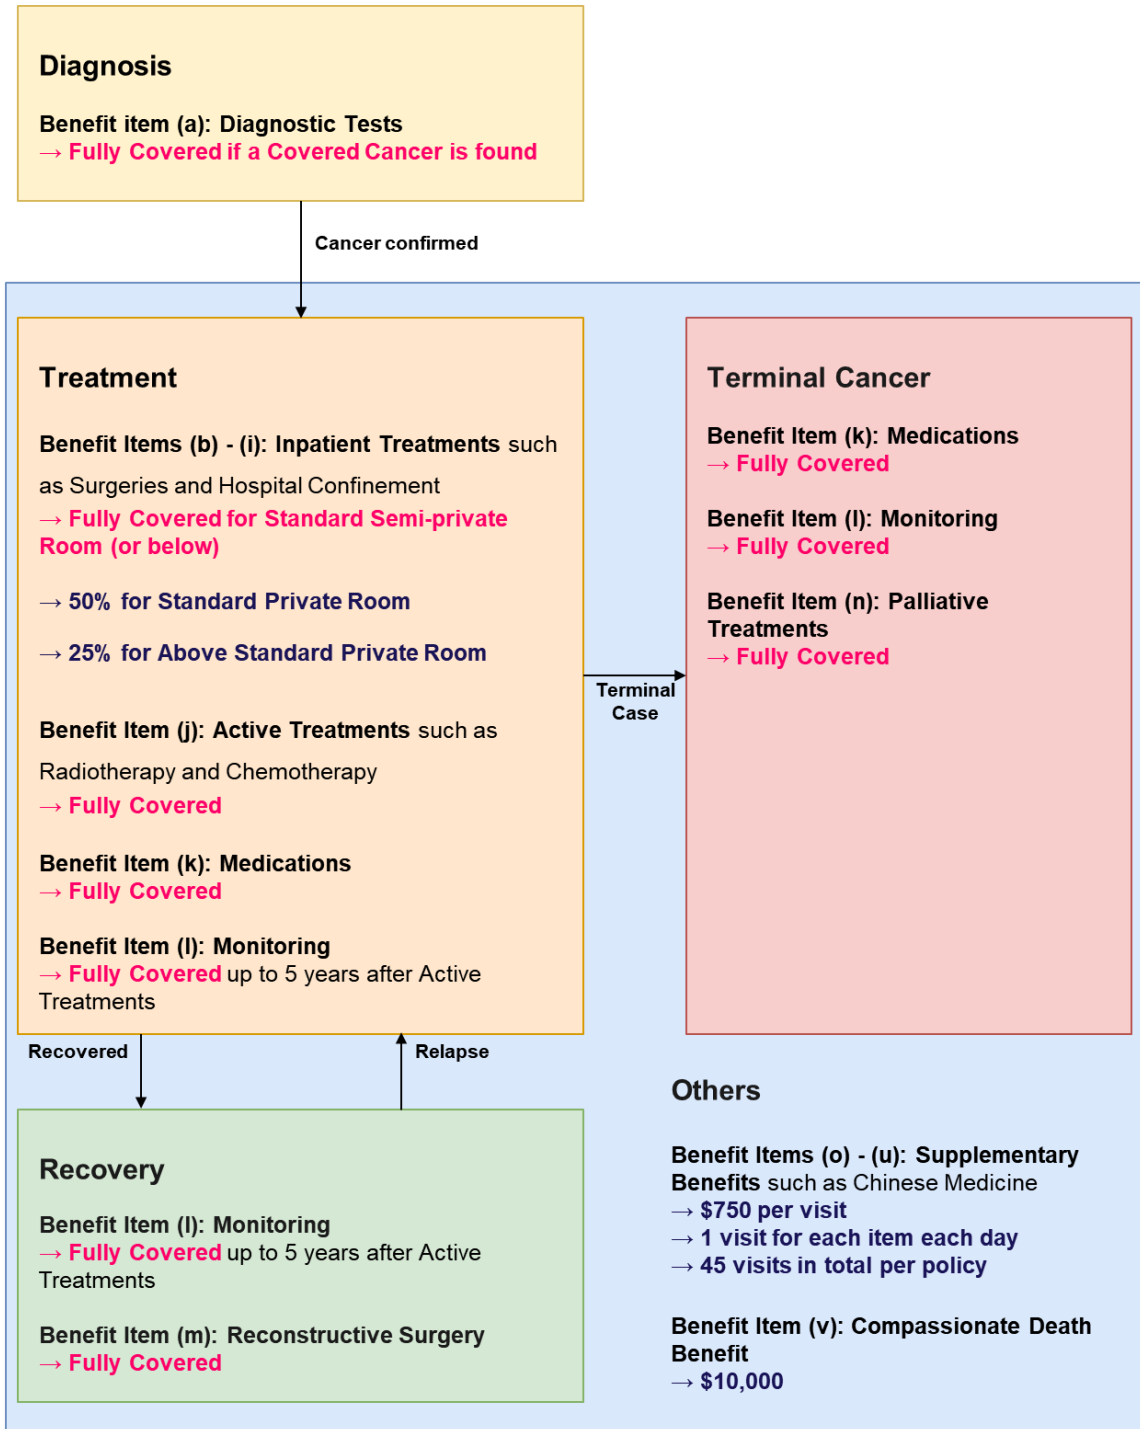 Diagnosis
Benefit item (a): Diagnostic Tests
→ Fully Covered if a Covered Cancer is found
Cancer confirmed
Treatment
Benefit Items (b) - (i): Inpatient Treatments such
as Surgeries and Hospital Confinement
→ Fully Covered for Standard Semi-private
Room (or below)
→ 50% for Standard Private Room
→ 25% for Above Standard Private Room
Benefit Item (j): Active Treatments such as
Radiotherapy and Chemotherapy
→ Fully Covered
Benefit Item (k): Medications
→ Fully Covered
Benefit Item (l): Monitoring
→ Fully Covered up to 5 years after Active
Treatments
Terminal
Case
Terminal Cancer
Benefit Item (k): Medications
→ Fully Covered
Benefit Item (l): Monitoring
→ Fully Covered
Benefit Item (n): Palliative
Treatments
→ Fully Covered
Recovered
Relapse
Recovery
Benefit Item (l): Monitoring
→ Fully Covered up to 5 years after Active
Treatments
Benefit Item (m): Reconstructive Surgery
→ Fully Covered
Others
Benefit Items (o) - (u): Supplementary
Benefits such as Chinese Medicine
→ $750 per visit
→ 1 visit for each item each day
→ 45 visits in total per policy
Benefit Item (v): Compassionate Death
Benefit
→ $10,000